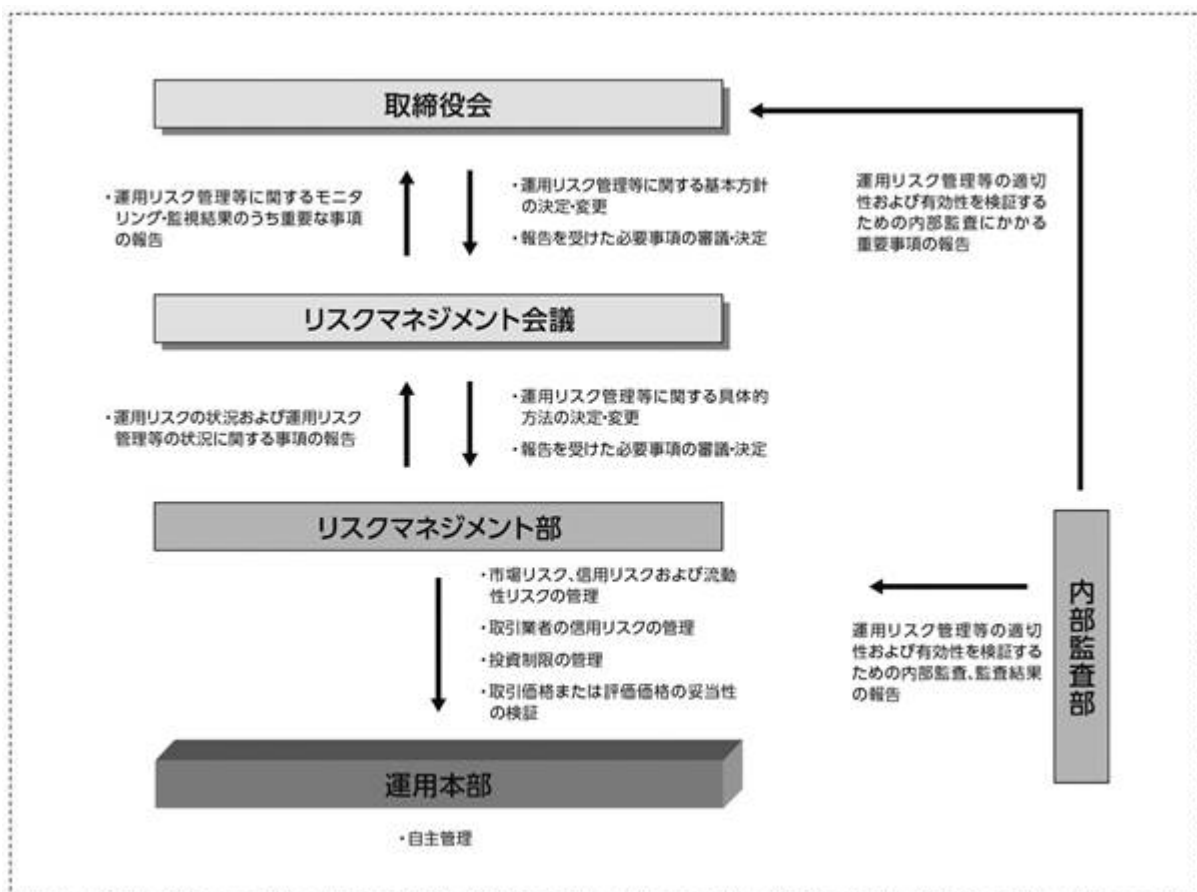 取締役会
・運用リスク管理等に関するモニタ
リング・監視結果のうち重要な事項
の報告
・運用リスク管理等に関する基本方針
の決定・変更
・報告を受けた必要事項の審議・決定
運用リスク管理等の適切
性および有効性を検証する
ための内部監査にかかる
重要事項の報告
リスクマネジメント会議
・運用リスクの状況および運用リスク
管理等の状況に関する事項の報告
・運用リスク管理等に関する具体的
方法の決定・変更
・報告を受けた必要事項の審議・決定
リスクマネジメント部
・市場リスク、信用リスクおよび流動
性リスクの管理
・取引業者の信用リスクの管理
・投資制限の管理
・取引価格または評価価格の妥当性
の検証
運用リスク管理等の適切
性および有効性を検証する
ための内部監査、監査結果
の報告
内部監査部
運用本部
・自主管理